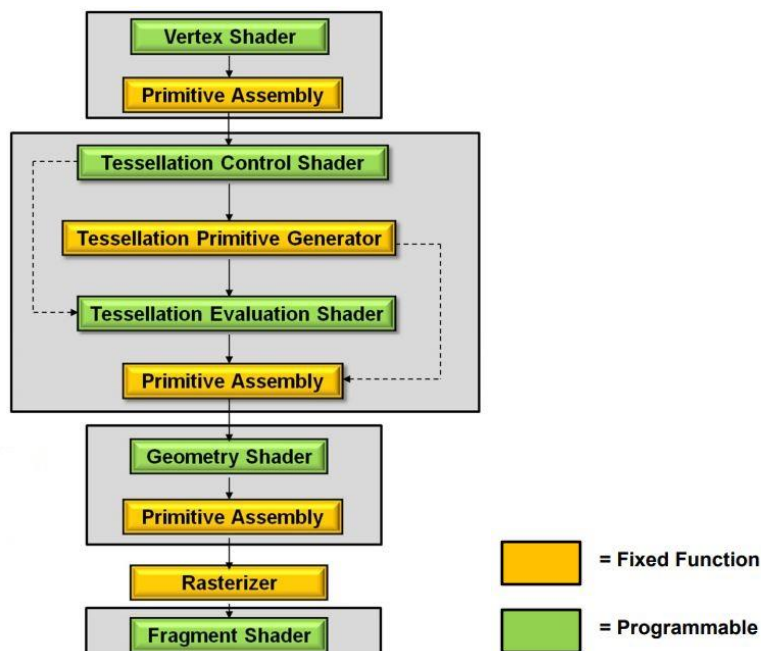 Vertex Shader
Primitive Assembly
Tessellation Control Shader
Tessellation Primitive Generator
Tessellation Evaluation Shader
Primitive Assembly
Geometry Shader
Primitive Assembly
Rasterizer
Fragment Shader
= Fixed Function
= Programmable